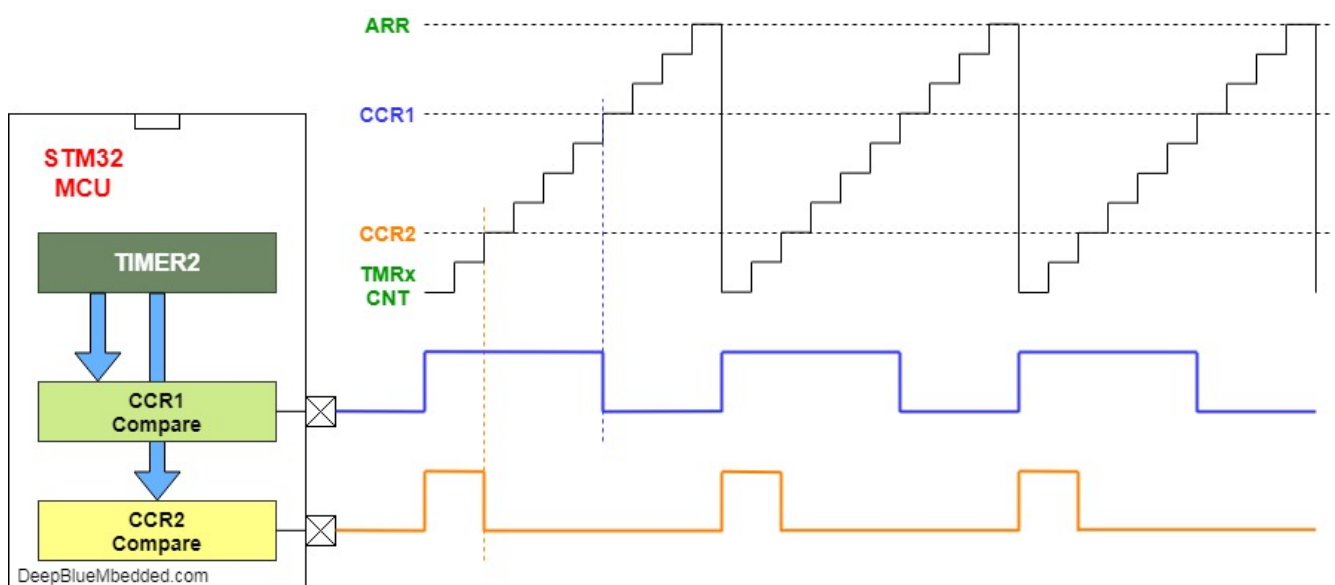 ARR
CCR1
STM32
MCU
CCR2
TIMER2
TMRx
CNT
CCR1
Compare
CCR2
Compare
DeepBlueMbedded.com